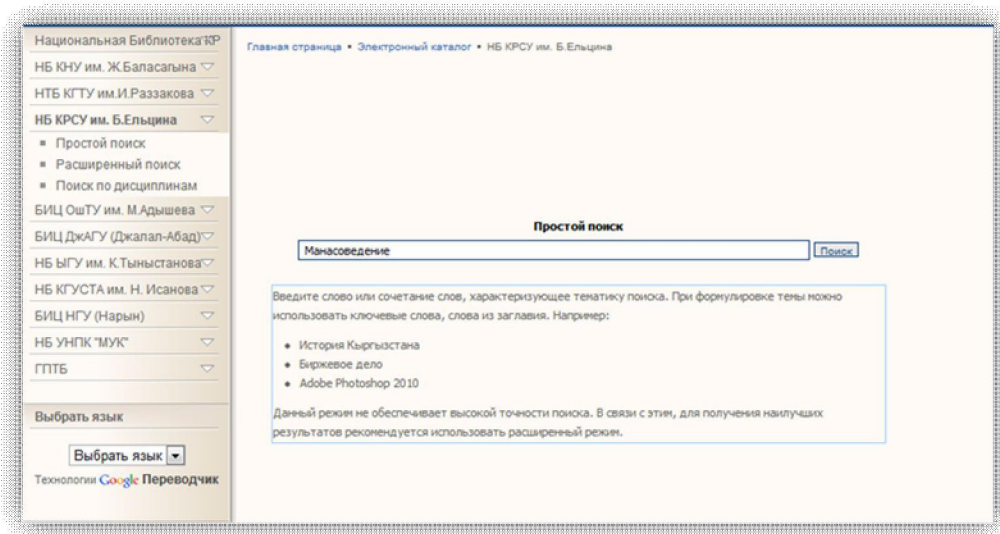 Национальная Библиотека КР
НБ КНУ им. Ж.Баласагына
НТБ КГТУ им.И.Раззакова
НБ КРСУ им. Б.Ельцина
Простой поиск
Расширенный поиск
Поиск по дисциплинам
БИЦ ОшТУ им. М.Адышева
БИЦ ДжАГУ (Джалал-Абад)
НБ ЫГУ им. К.Тыныстанова
НБ КГУСТА им. Н. Исанова
БИЦ НГУ (Нарын)
НБ УНПК "МУК"
ГПТБ
Выбрать язык
Выбрать язык
Технологии Google Переводчик
Главная страница • Электронный каталог • НБ КРСУ им. Б.Ельцина
Простой поиск
Манасоведение
Поиск
Введите слово или сочетание слов, характеризующее тематику поиска. При формулировке темы можно
использовать ключевые слова, слова из заглавия. Например:
История Кыргызстана
Биржевое дело
Adobe Photoshop 2010
Данный режим не обеспечивает высокой точности поиска. В связи с этим, для получения наилучших
результатов рекомендуется использовать расширенный режим.